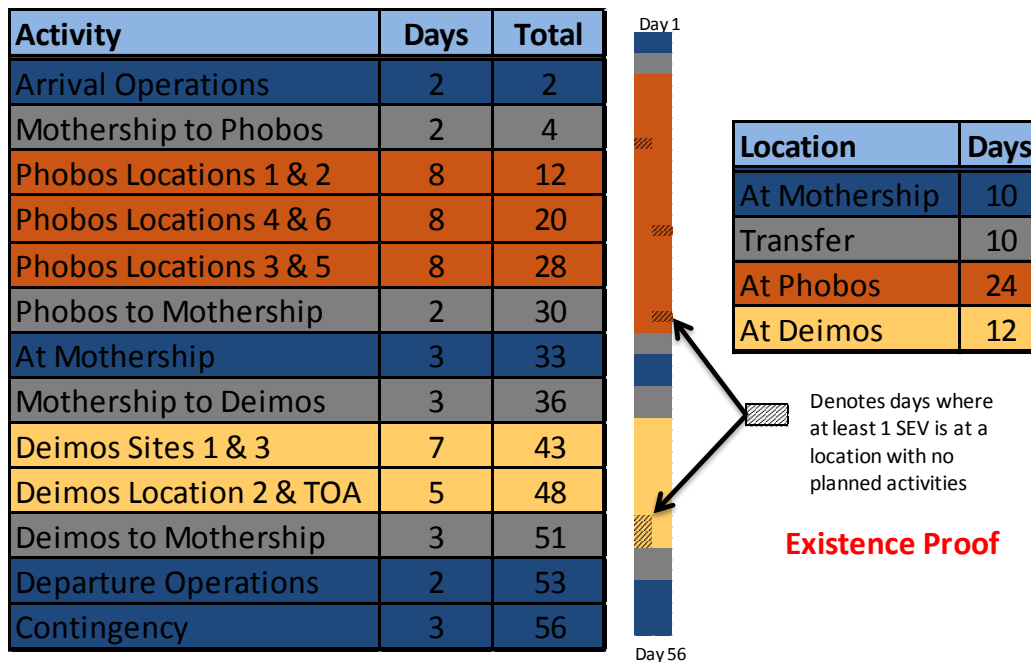 Activity Days Total
Arrival Operations 2 2
Mothership to Phobos 2 4
Phobos Locations 1 & 2 8 12
Phobos Locations 4 & 6 8 20
Phobos Locations 3 & 5 8 28
Phobos to Mothership 2 30
At Mothership 3 33
Mothership to Deimos 3 36
Deimos Sites 1 & 3 7 43
Deimos Location 2 & TOA 5 48
Deimos to Mothership 3 51
Departure Operations 2 53
Contingency 3 56
Day 1
Day 56
Location Days
At Mothership 10
Transfer 10
At Phobos 24
At Deimos 12
Denotes days where
at least 1 SEV is at a
location with no
planned activities
Existence Proof